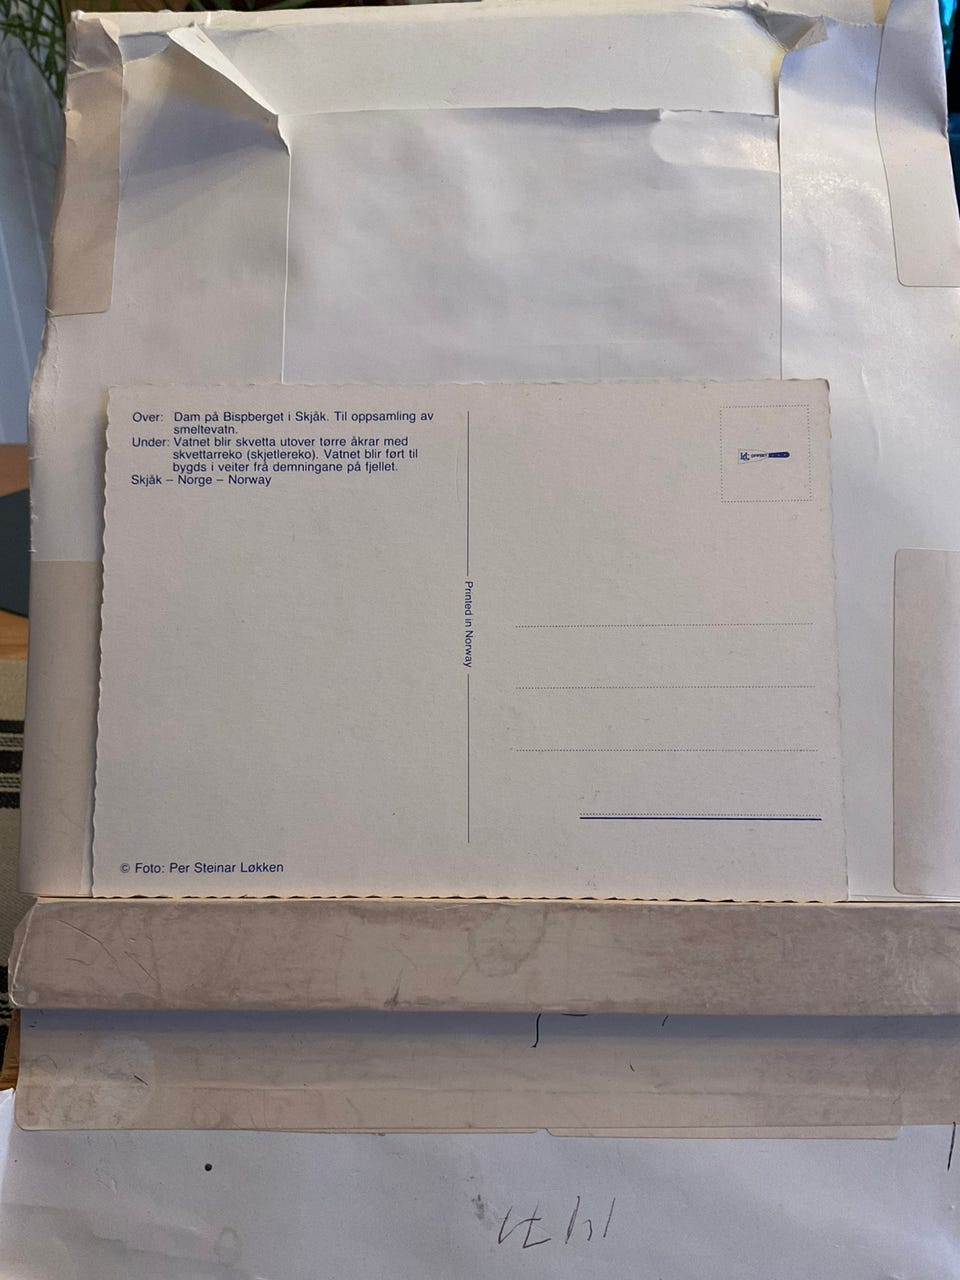 Over: Dam på Bispberget i Skjåk. Til oppsamling av
smeltevatn.
Under: Vatnet blir skvetta utover tørre åkrar med
skvettarreko (skjetlereko). Vatnet blir ført til
bygds i veiter frå demningane på fjellet.
Skjåk – Norge – Norway
OFFSET
Printed in Norway
© Foto: Per Steinar Løkken